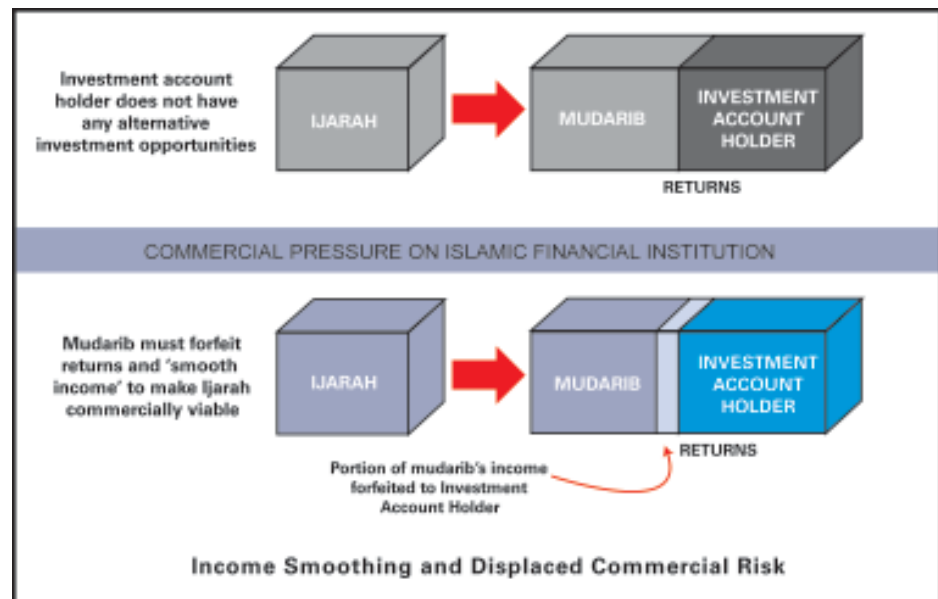 Investment account
holder does not have
any alternative
investment opportunities
IJARAH
MUDARIB
INVESTMENT
ACCOUNT
HOLDER
RETURNS
COMMERCIAL PRESSURE ON ISLAMIC FINANCIAL INSTITUTION
Mudarib must forfeit
returns and ‘smooth
income’ to make Ijarah
commercially viable
IJARAH
MUDARIB
INVESTMENT
ACCOUNT
HOLDER
RETURNS
Portion of mudarib's income
forfeited to Investment
Account Holder
Income Smoothing and Displaced Commercial Risk